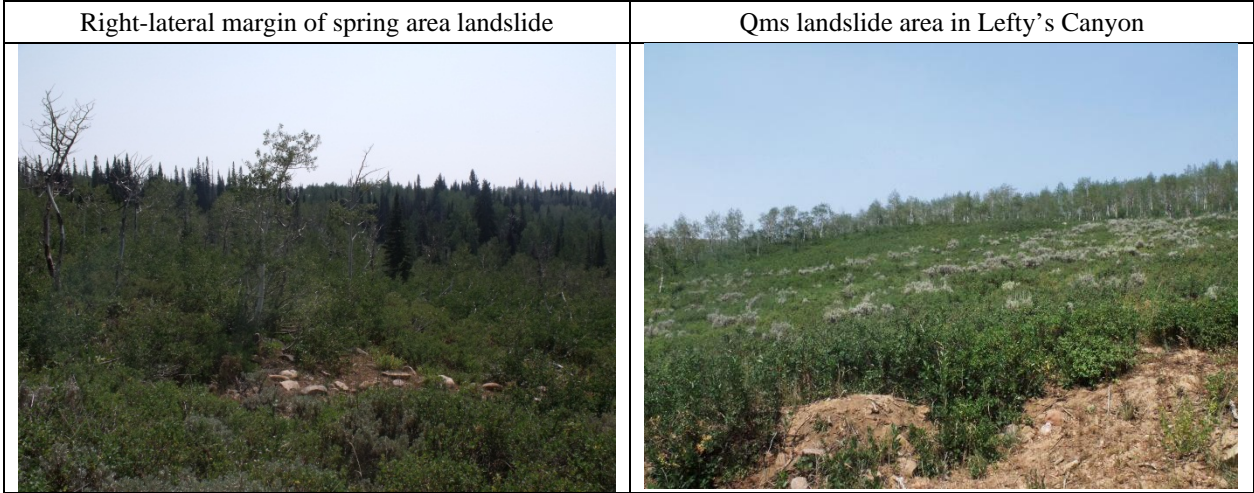 Right-lateral margin of spring area landslide
Qms landslide area in Lefty’s Canyon